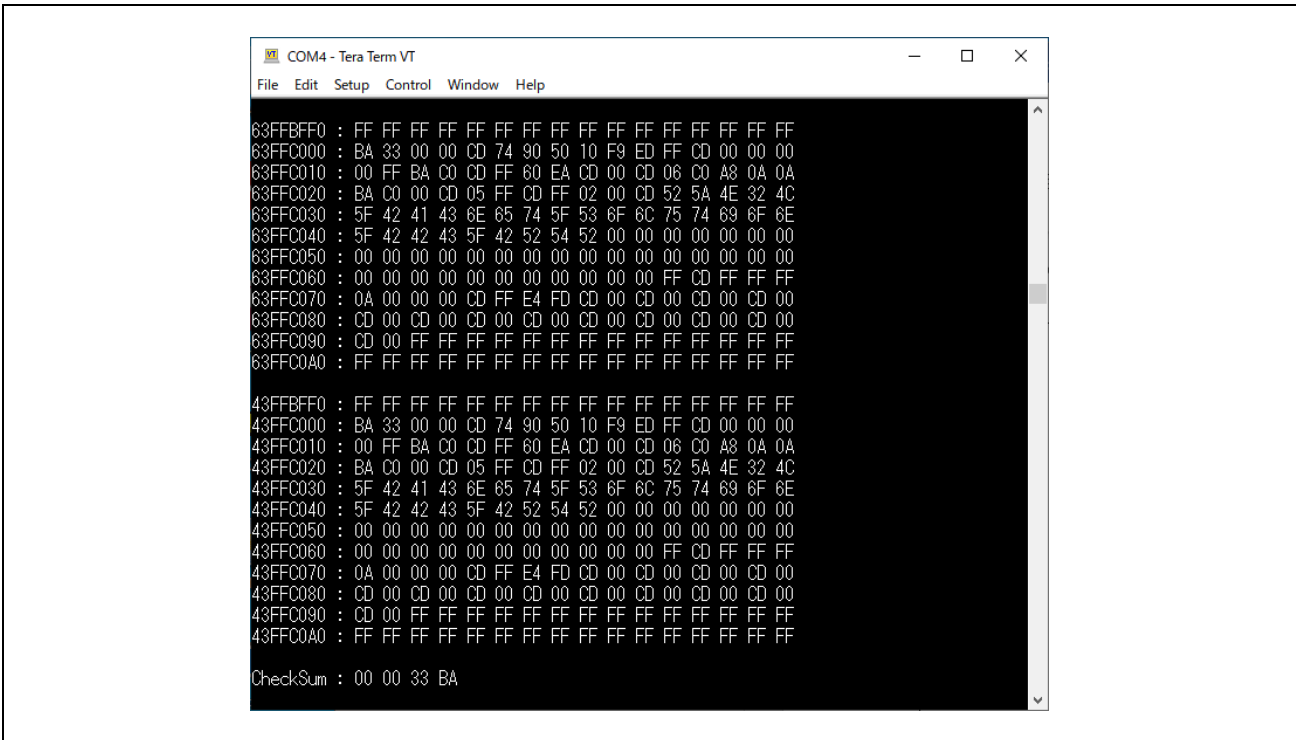 COM4 - Tera Term VT
File Edit Setup Control Window Help
63FFBFF0 : FF FF FF FF FF FF FF FF FF FF FF FF FF FF FF FF
63FFC000 : BA 33 00 00 CD 74 90 50 10 F9 ED FF CD 00 00 00
63FFC010 : 00 FF BA C0 CD FF 60 EA CD 00 CD 06 C0 A8 0A 0A
63FFC020 : BA C0 00 CD 05 FF CD FF 02 00 CD 52 5A 4E 32 4C
63FFC030 : 5F 42 41 43 6E 65 74 5F 53 6F 6C 75 74 69 6F 6E
63FFC040 : 5F 42 42 43 5F 42 52 54 52 00 00 00 00 00 00 00
63FFC050 : 00 00 00 00 00 00 00 00 00 00 00 00 00 00 00 00
63FFC060 : 00 00 00 00 00 00 00 00 00 00 00 FF CD FF FF FF
63FFC070 : 0A 00 00 00 CD FF E4 FD CD 00 CD 00 CD 00 CD 00
63FFC080 : CD 00 CD 00 CD 00 CD 00 CD 00 CD 00 CD 00 CD 00
63FFC090 : CD 00 FF FF FF FF FF FF FF FF FF FF FF FF FF FF
63FFC0A0 : FF FF FF FF FF FF FF FF FF FF FF FF FF FF FF FF
43FFBFF0 : FF FF FF FF FF FF FF FF FF FF FF FF FF FF FF FF
43FFC000 : BA 33 00 00 CD 74 90 50 10 F9 ED FF CD 00 00 00
43FFC010 : 00 FF BA C0 CD FF 60 EA CD 00 CD 06 C0 A8 0A 0A
43FFC020 : BA C0 00 CD 05 FF CD FF 02 00 CD 52 5A 4E 32 4C
43FFC030 : 5F 42 41 43 6E 65 74 5F 53 6F 6C 75 74 69 6F 6E
43FFC040 : 5F 42 42 43 5F 42 52 54 52 00 00 00 00 00 00 00
43FFC050 : 00 00 00 00 00 00 00 00 00 00 00 00 00 00 00 00
43FFC060 : 00 00 00 00 00 00 00 00 00 00 00 FF CD FF FF FF
43FFC070 : 0A 00 00 00 CD FF E4 FD CD 00 CD 00 CD 00 CD 00
43FFC080 : CD 00 CD 00 CD 00 CD 00 CD 00 CD 00 CD 00 CD 00
43FFC090 : CD 00 FF FF FF FF FF FF FF FF FF FF FF FF FF FF
43FFC0A0 : FF FF FF FF FF FF FF FF FF FF FF FF FF FF FF FF
CheckSum : 00 00 33 BA